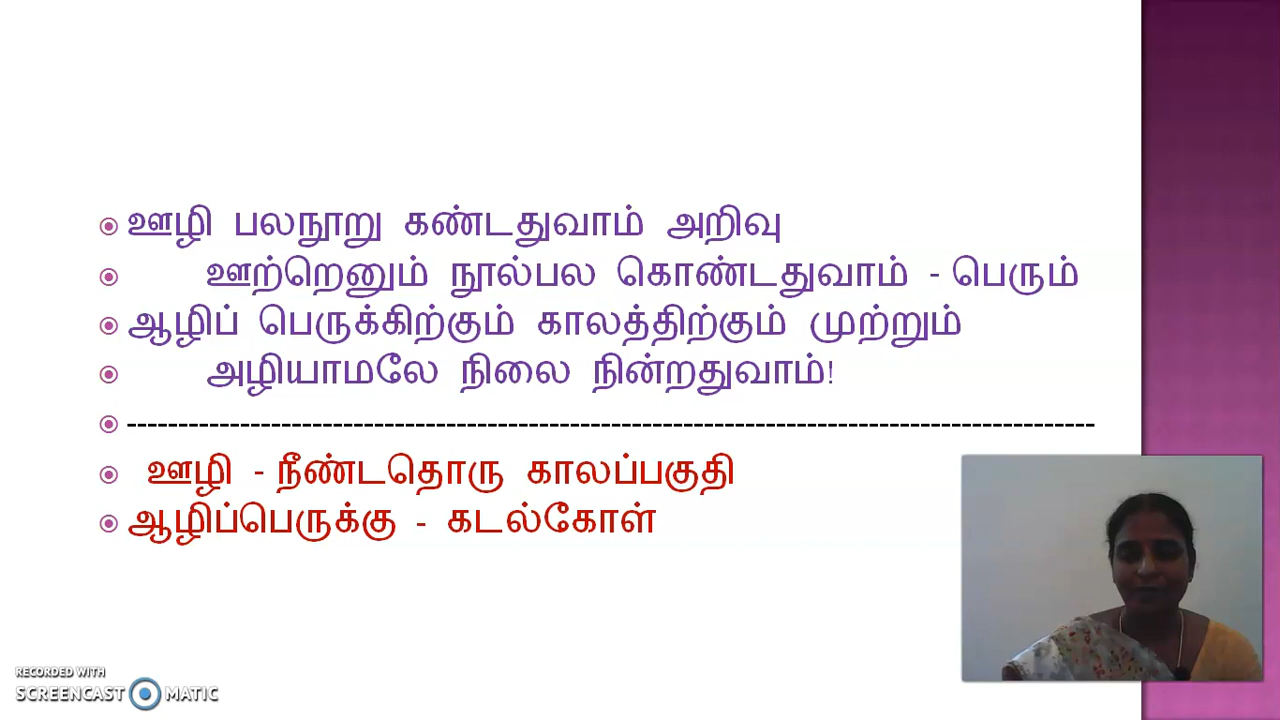 ஊழி பலநூறு கண்டதுவாம் அறிவு
ஊற்றெனும் நூல்பல கொண்டதுவாம் - பெரும்
ஆழிப் பெருக்கிற்கும் காலத்திற்கும் முற்றும்
அழியாமலே நிலை நின்றதுவாம்!
--------------------------------------------------------------------------------------
ஊழி - நீண்டதொரு காலப்பகுதி
ஆழிப்பெருக்கு - கடல்கோள்
RECORDED WITH
SCREENCAST MATIC